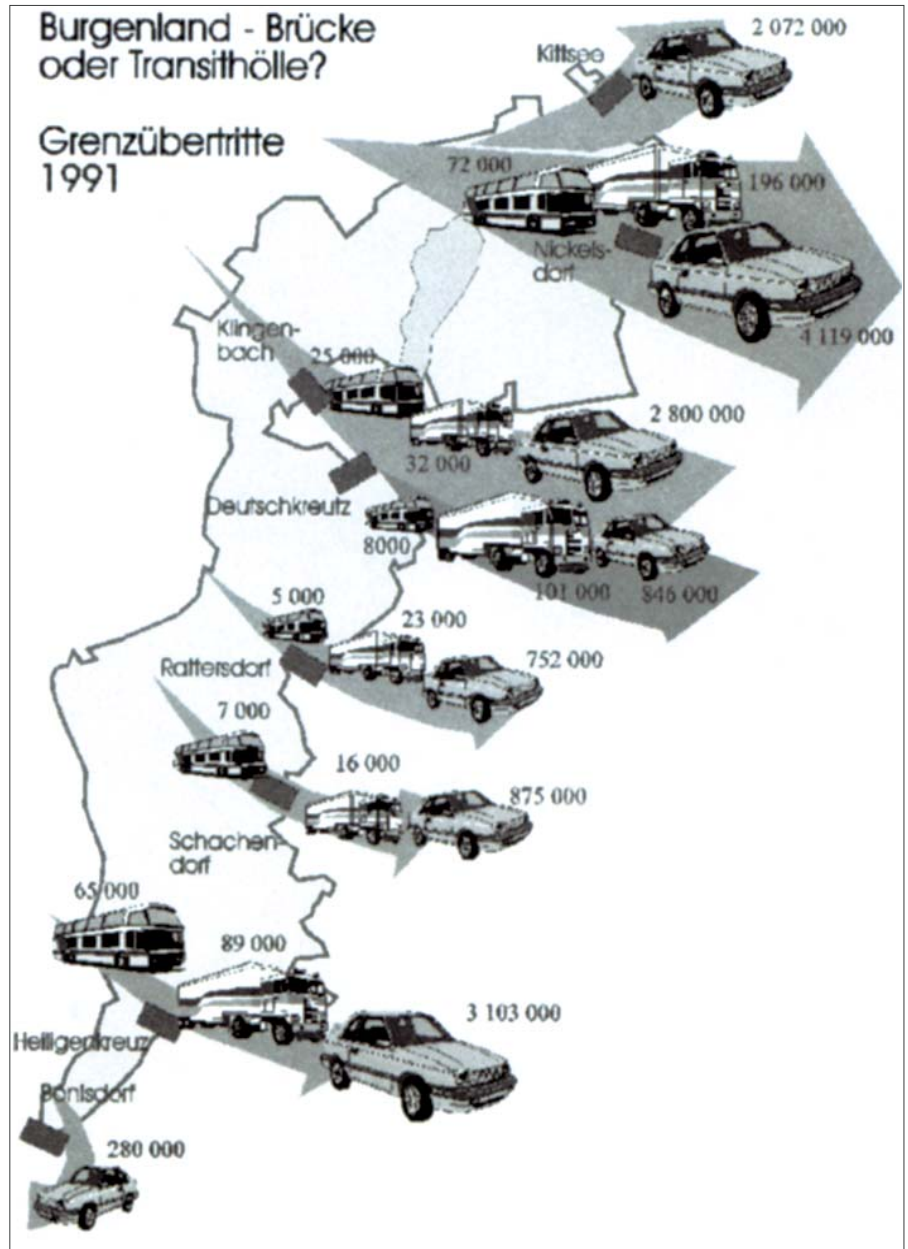 Burgenland - Brücke
oder Transithölle?
Grenzübertritte
1991
Kittsee
2 072 000
72 000
196 000
Nickels-
dorf
4 119 000
Klingen-
bach
25 000
32 000
2 800 000
Deutschkreutz
8000
101 000
846 000
5 000
23 000
752 000
Rattersdorf
7 000
16 000
875 000
Schachen-
dorf
65 000
89 000
3 103 000
Heiligenkreuz
Bonisdorf
280 000